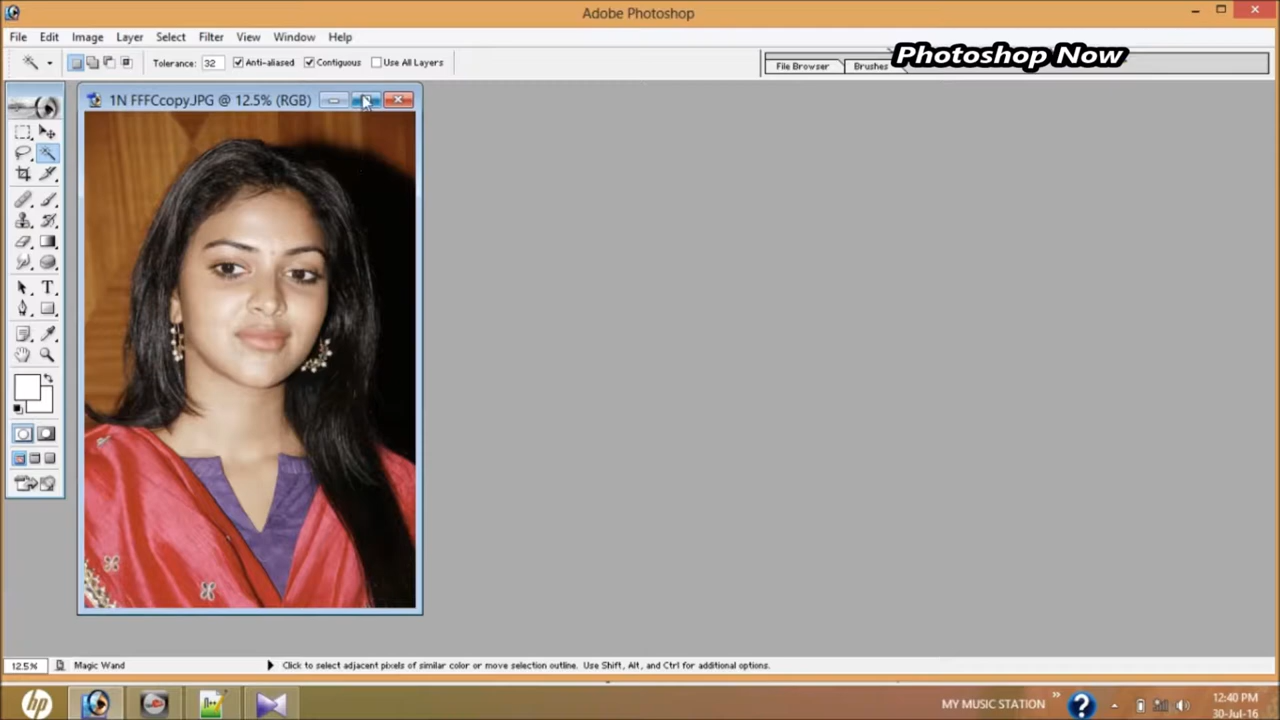 Adobe Photoshop
File Edit Image Layer Select Filter View Window Help
Tolerance: 32 Anti-aliased Contiguous Use All Layers
File Browser Brushes
Photoshop Now
1N FFFCcopy.JPG @ 12.5% (RGB)
T
12.5% Magic Wand Click to select adjacent pixels of similar color or move selection outline. Use Shift, Alt, and Ctrl for additional options.
hp MY MUSIC STATION ? 12:40 PM
30-Jul-16